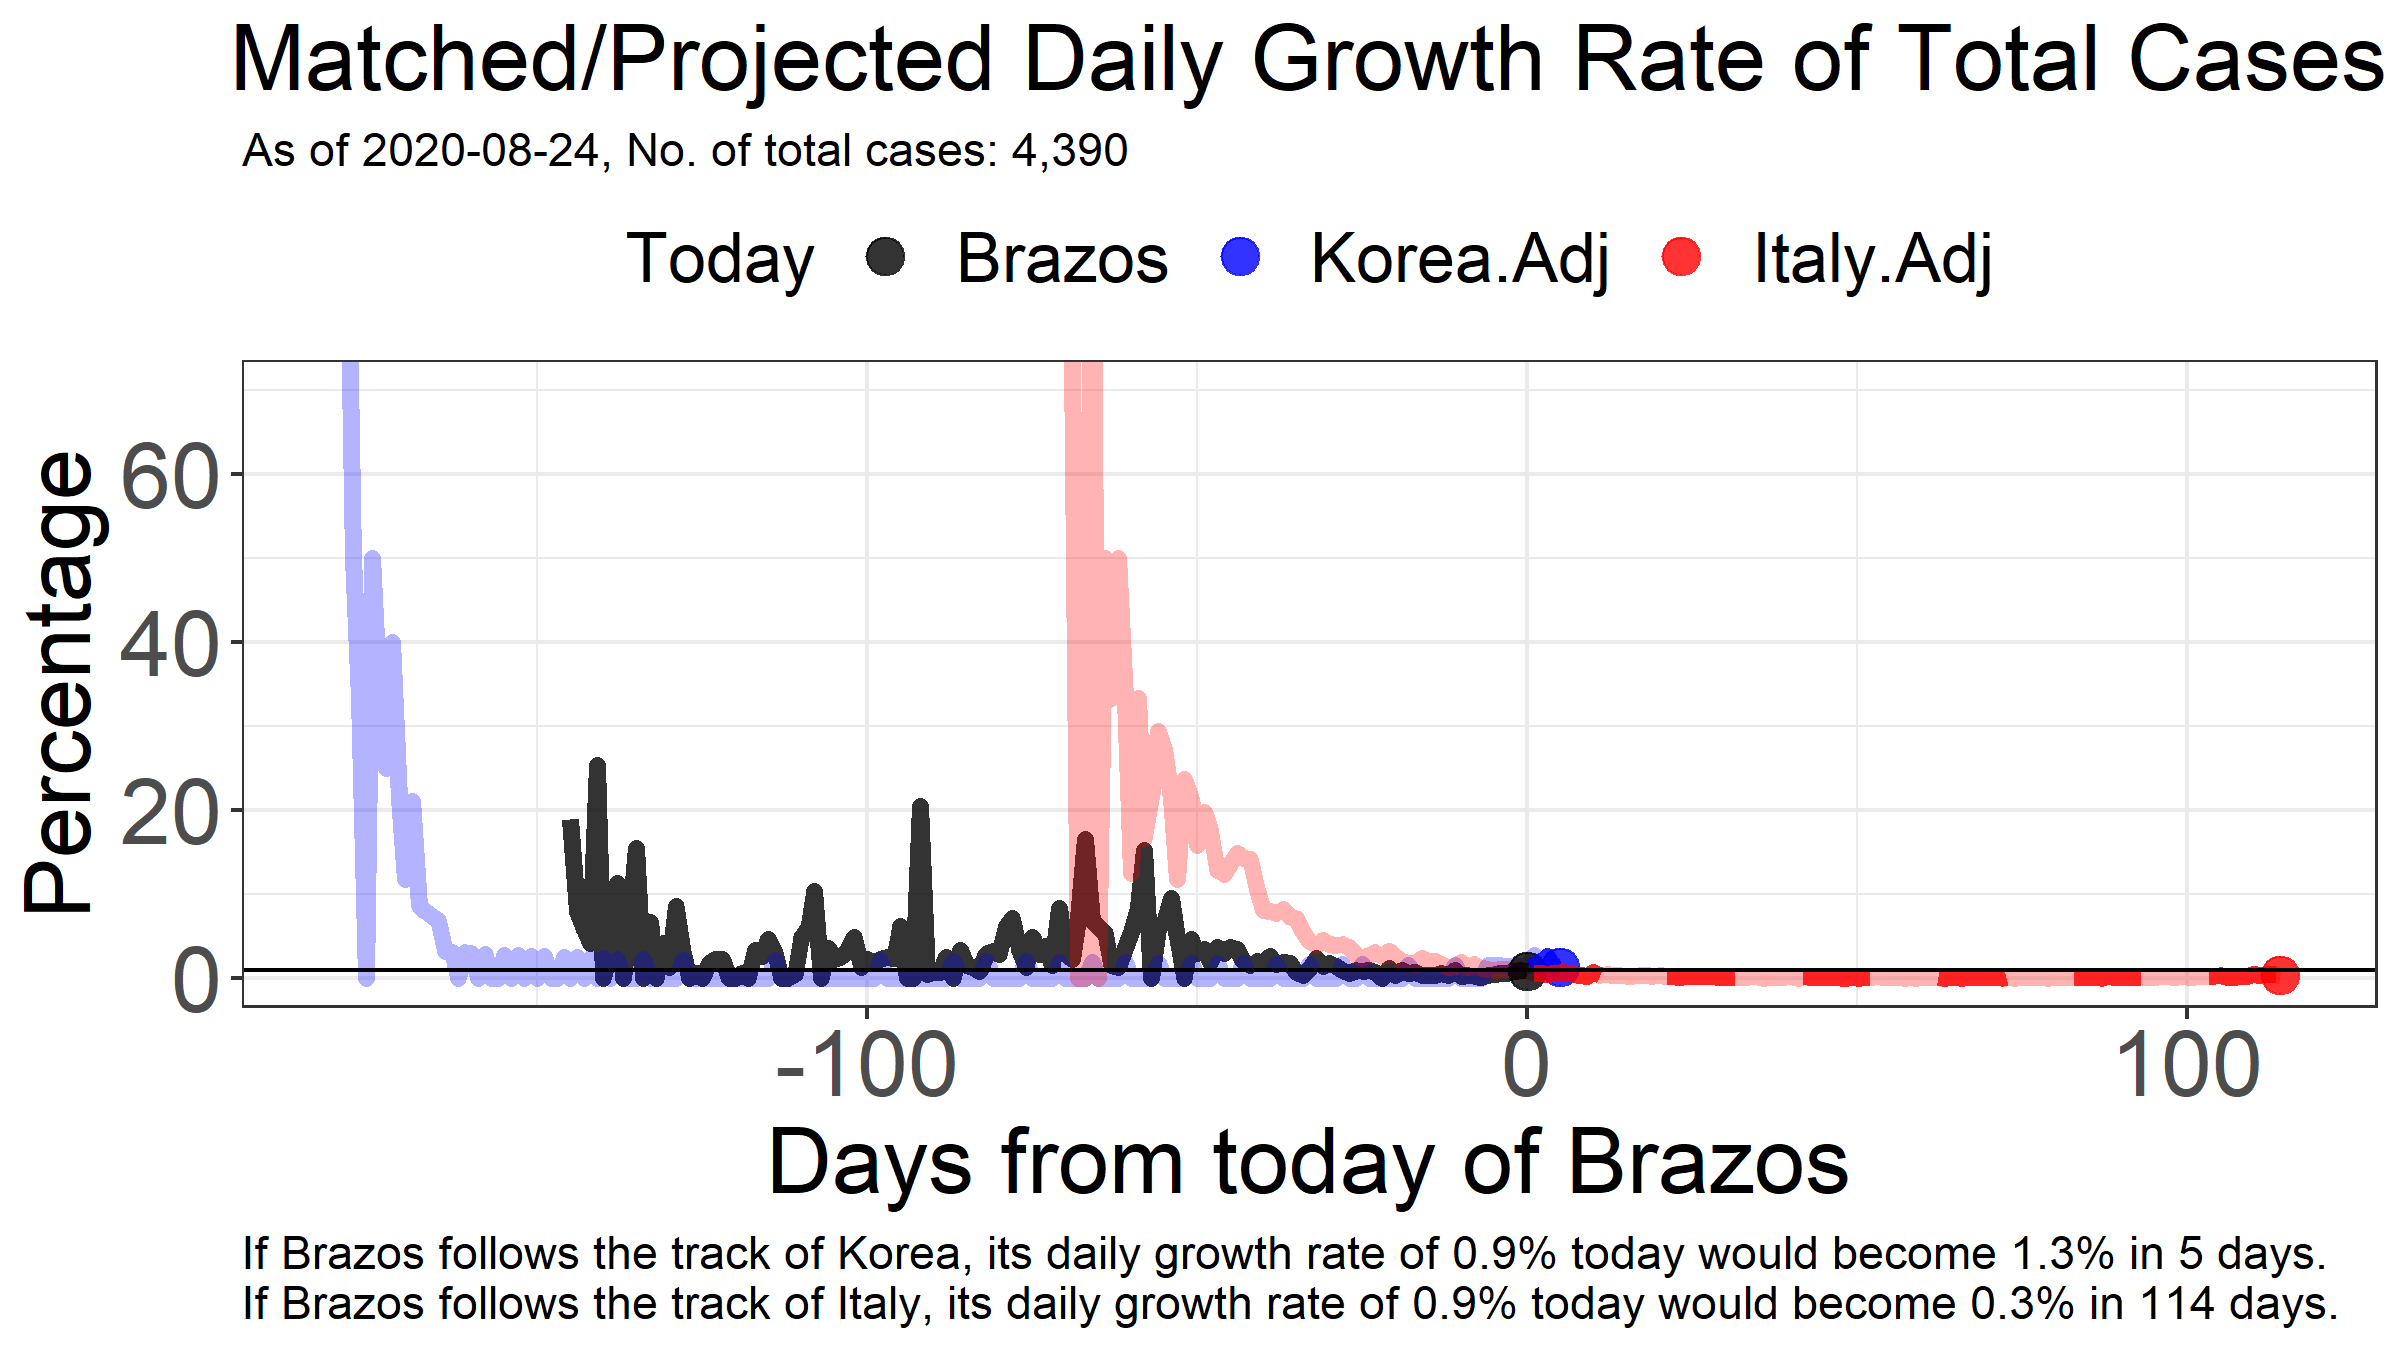 Matched/Projected Daily Growth Rate of Total Cases
As of 2020-08-24, No. of total cases: 4,390
Today Brazos Korea.Adj Italy.Adj
Percentage
60
40
20
0
-100 0 100
Days from today of Brazos
If Brazos follows the track of Korea, its daily growth rate of 0.9% today would become 1.3% in 5 days.
If Brazos follows the track of Italy, its daily growth rate of 0.9% today would become 0.3% in 114 days.